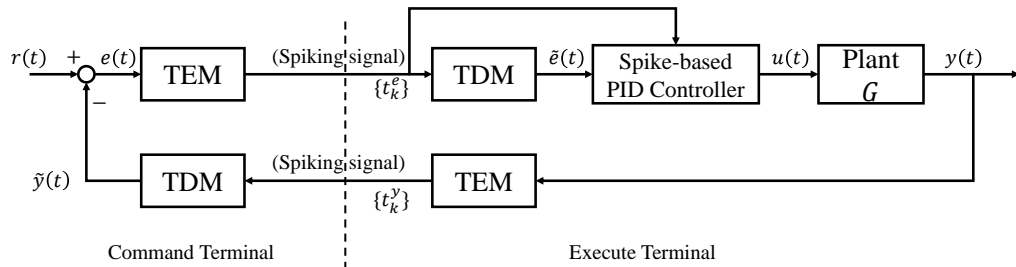 r(t)
+
e(t)
−
TEM
(Spiking signal)
{t_k^e}
TDM
ẽ(t)
Spike-based
PID Controller
u(t)
Plant
G
y(t)
ỹ(t)
TDM
(Spiking signal)
{t_k^y}
TEM
Command Terminal
Execute Terminal